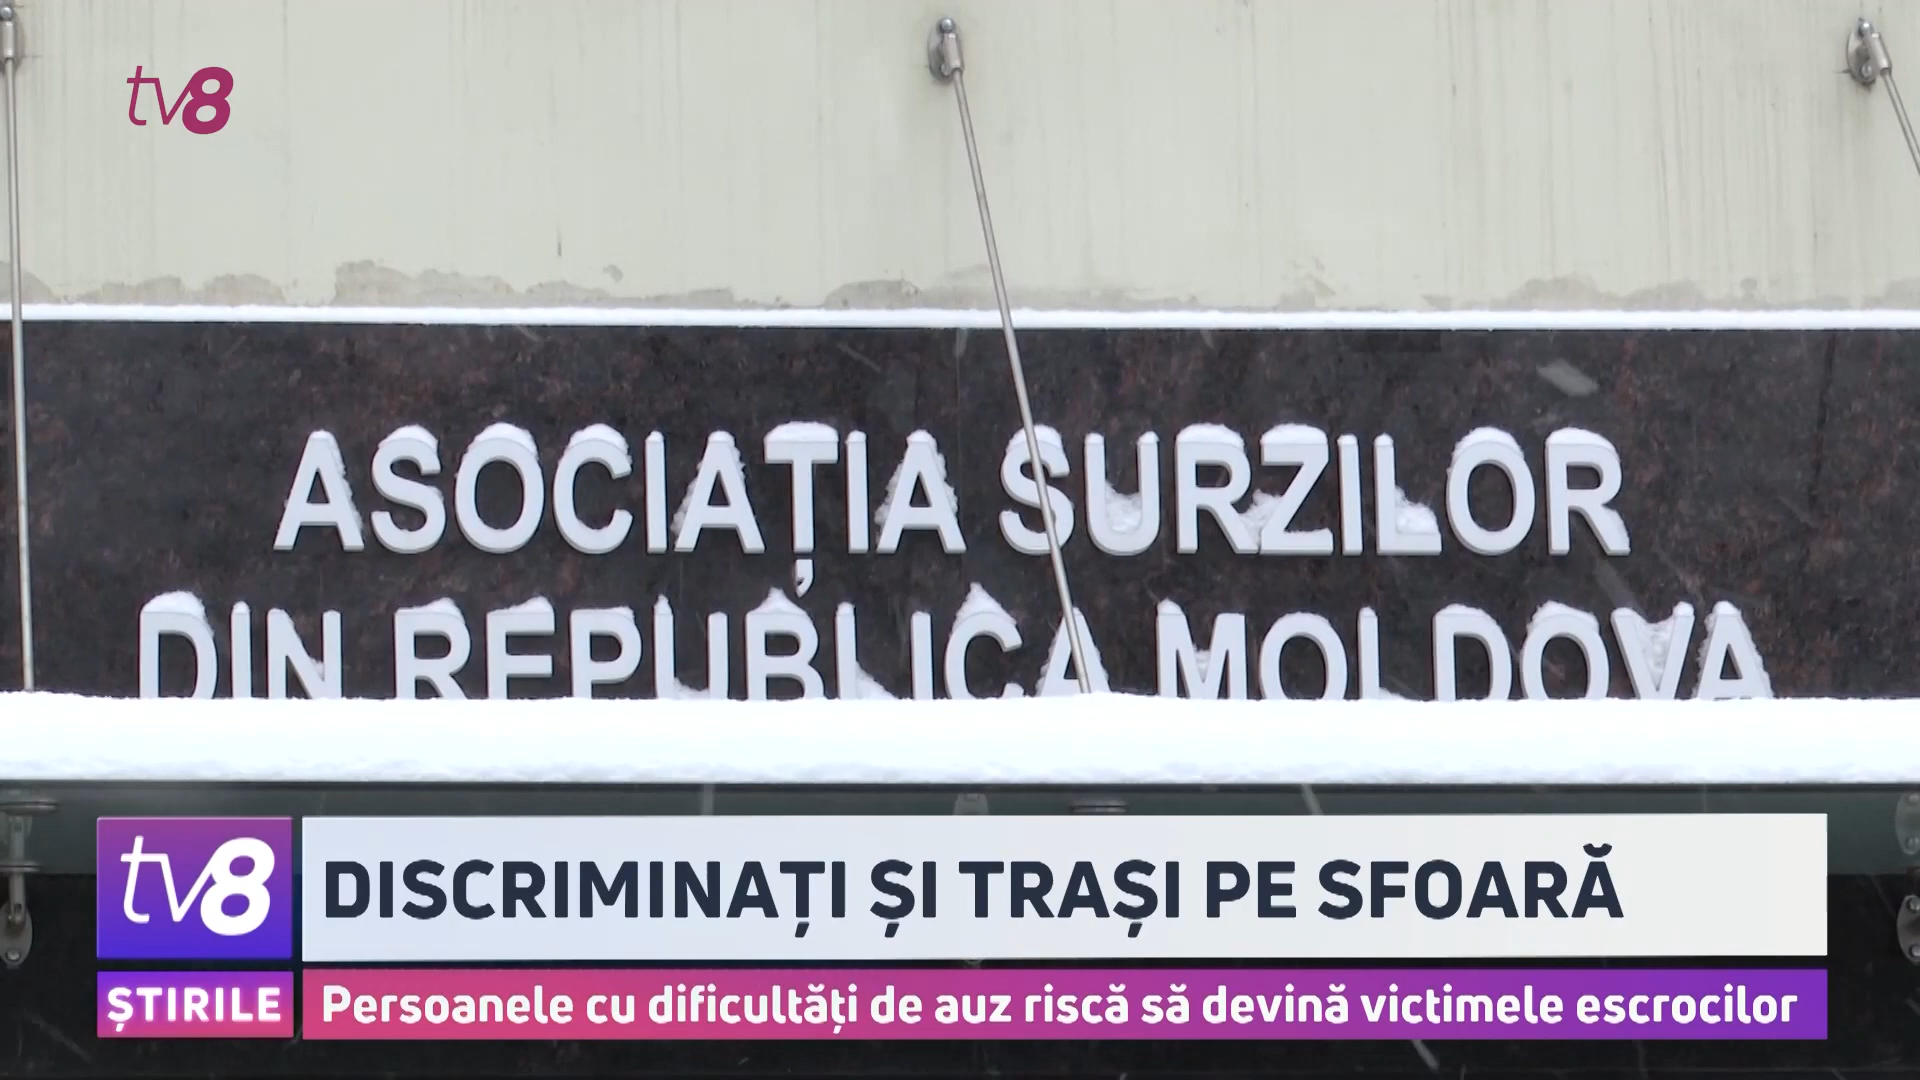 tv8
ASOCIAȚIA SURZILOR
DIN REPUBLICA MOLDOVA
tv8
DISCRIMINAȚI ȘI TRAȘI PE SFOARĂ
ȘTIRILE
Persoanele cu dificultăți de auz riscă să devină victimele escrocilor